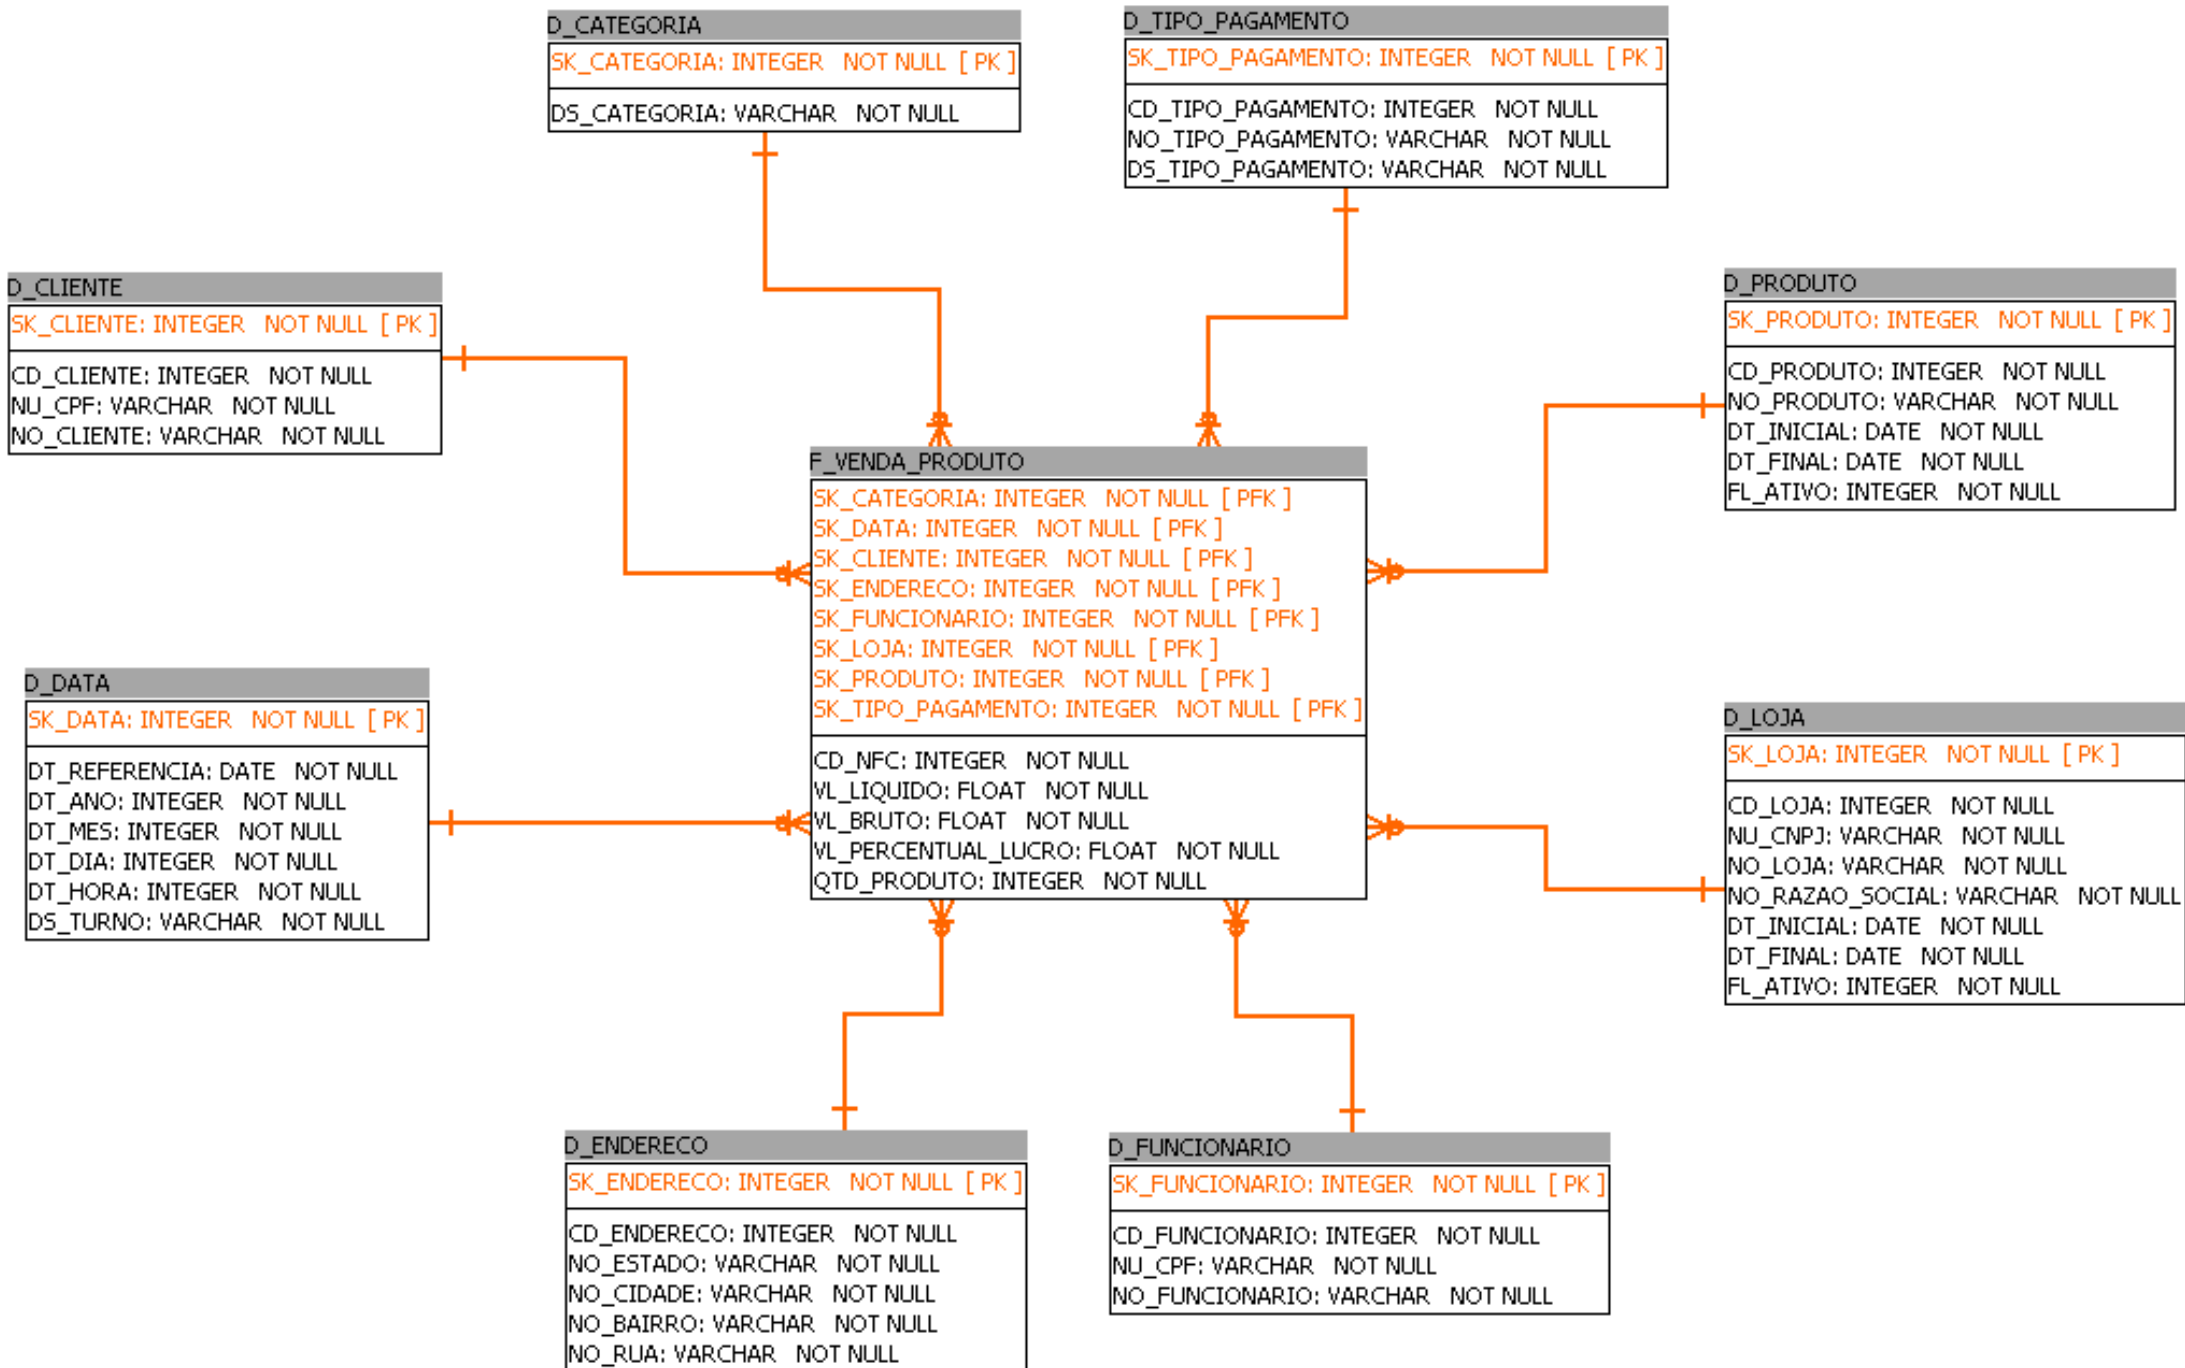 D_CATEGORIA
SK_CATEGORIA: INTEGER NOT NULL [ PK ]
DS_CATEGORIA: VARCHAR NOT NULL
D_TIPO_PAGAMENTO
SK_TIPO_PAGAMENTO: INTEGER NOT NULL [ PK ]
CD_TIPO_PAGAMENTO: INTEGER NOT NULL
NO_TIPO_PAGAMENTO: VARCHAR NOT NULL
DS_TIPO_PAGAMENTO: VARCHAR NOT NULL
D_CLIENTE
SK_CLIENTE: INTEGER NOT NULL [ PK ]
CD_CLIENTE: INTEGER NOT NULL
NU_CPF: VARCHAR NOT NULL
NO_CLIENTE: VARCHAR NOT NULL
D_PRODUTO
SK_PRODUTO: INTEGER NOT NULL [ PK ]
CD_PRODUTO: INTEGER NOT NULL
NO_PRODUTO: VARCHAR NOT NULL
DT_INICIAL: DATE NOT NULL
DT_FINAL: DATE NOT NULL
FL_ATIVO: INTEGER NOT NULL
F_VENDA_PRODUTO
SK_CATEGORIA: INTEGER NOT NULL [ PFK ]
SK_DATA: INTEGER NOT NULL [ PFK ]
SK_CLIENTE: INTEGER NOT NULL [ PFK ]
SK_ENDERECO: INTEGER NOT NULL [ PFK ]
SK_FUNCIONARIO: INTEGER NOT NULL [ PFK ]
SK_LOJA: INTEGER NOT NULL [ PFK ]
SK_PRODUTO: INTEGER NOT NULL [ PFK ]
SK_TIPO_PAGAMENTO: INTEGER NOT NULL [ PFK ]
CD_NFC: INTEGER NOT NULL
VL_LIQUIDO: FLOAT NOT NULL
VL_BRUTO: FLOAT NOT NULL
VL_PERCENTUAL_LUCRO: FLOAT NOT NULL
QTD_PRODUTO: INTEGER NOT NULL
D_DATA
SK_DATA: INTEGER NOT NULL [ PK ]
DT_REFERENCIA: DATE NOT NULL
DT_ANO: INTEGER NOT NULL
DT_MES: INTEGER NOT NULL
DT_DIA: INTEGER NOT NULL
DT_HORA: INTEGER NOT NULL
DS_TURNO: VARCHAR NOT NULL
D_LOJA
SK_LOJA: INTEGER NOT NULL [ PK ]
CD_LOJA: INTEGER NOT NULL
NU_CNPJ: VARCHAR NOT NULL
NO_LOJA: VARCHAR NOT NULL
NO_RAZAO_SOCIAL: VARCHAR NOT NULL
DT_INICIAL: DATE NOT NULL
DT_FINAL: DATE NOT NULL
FL_ATIVO: INTEGER NOT NULL
D_ENDERECO
SK_ENDERECO: INTEGER NOT NULL [ PK ]
CD_ENDERECO: INTEGER NOT NULL
NO_ESTADO: VARCHAR NOT NULL
NO_CIDADE: VARCHAR NOT NULL
NO_BAIRRO: VARCHAR NOT NULL
NO_RUA: VARCHAR NOT NULL
D_FUNCIONARIO
SK_FUNCIONARIO: INTEGER NOT NULL [ PK ]
CD_FUNCIONARIO: INTEGER NOT NULL
NU_CPF: VARCHAR NOT NULL
NO_FUNCIONARIO: VARCHAR NOT NULL